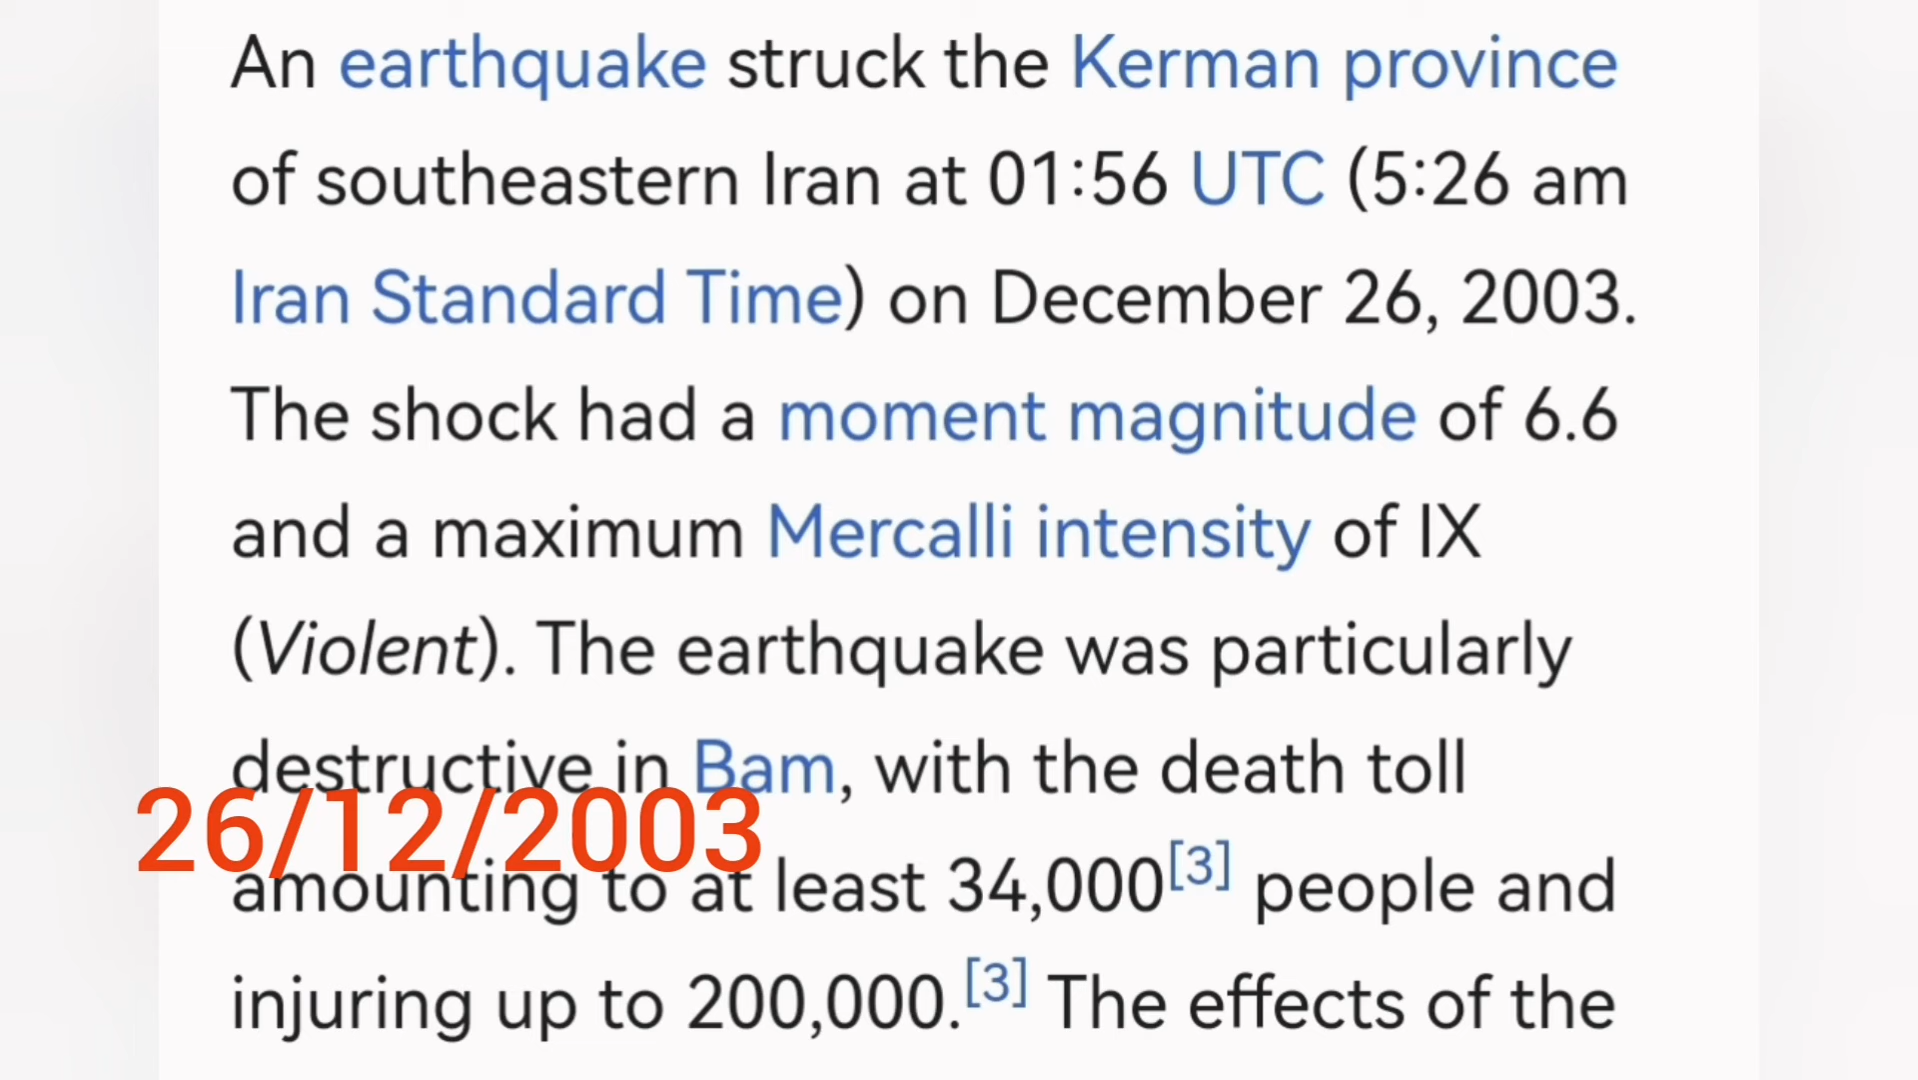 An earthquake struck the Kerman province
of southeastern Iran at 01:56 UTC (5:26 am
Iran Standard Time) on December 26, 2003.
The shock had a moment magnitude of 6.6
and a maximum Mercalli intensity of IX
(Violent). The earthquake was particularly
destructive in Bam, with the death toll
26/12/2003
amounting to at least 34,000[3] people and
injuring up to 200,000.[3] The effects of the